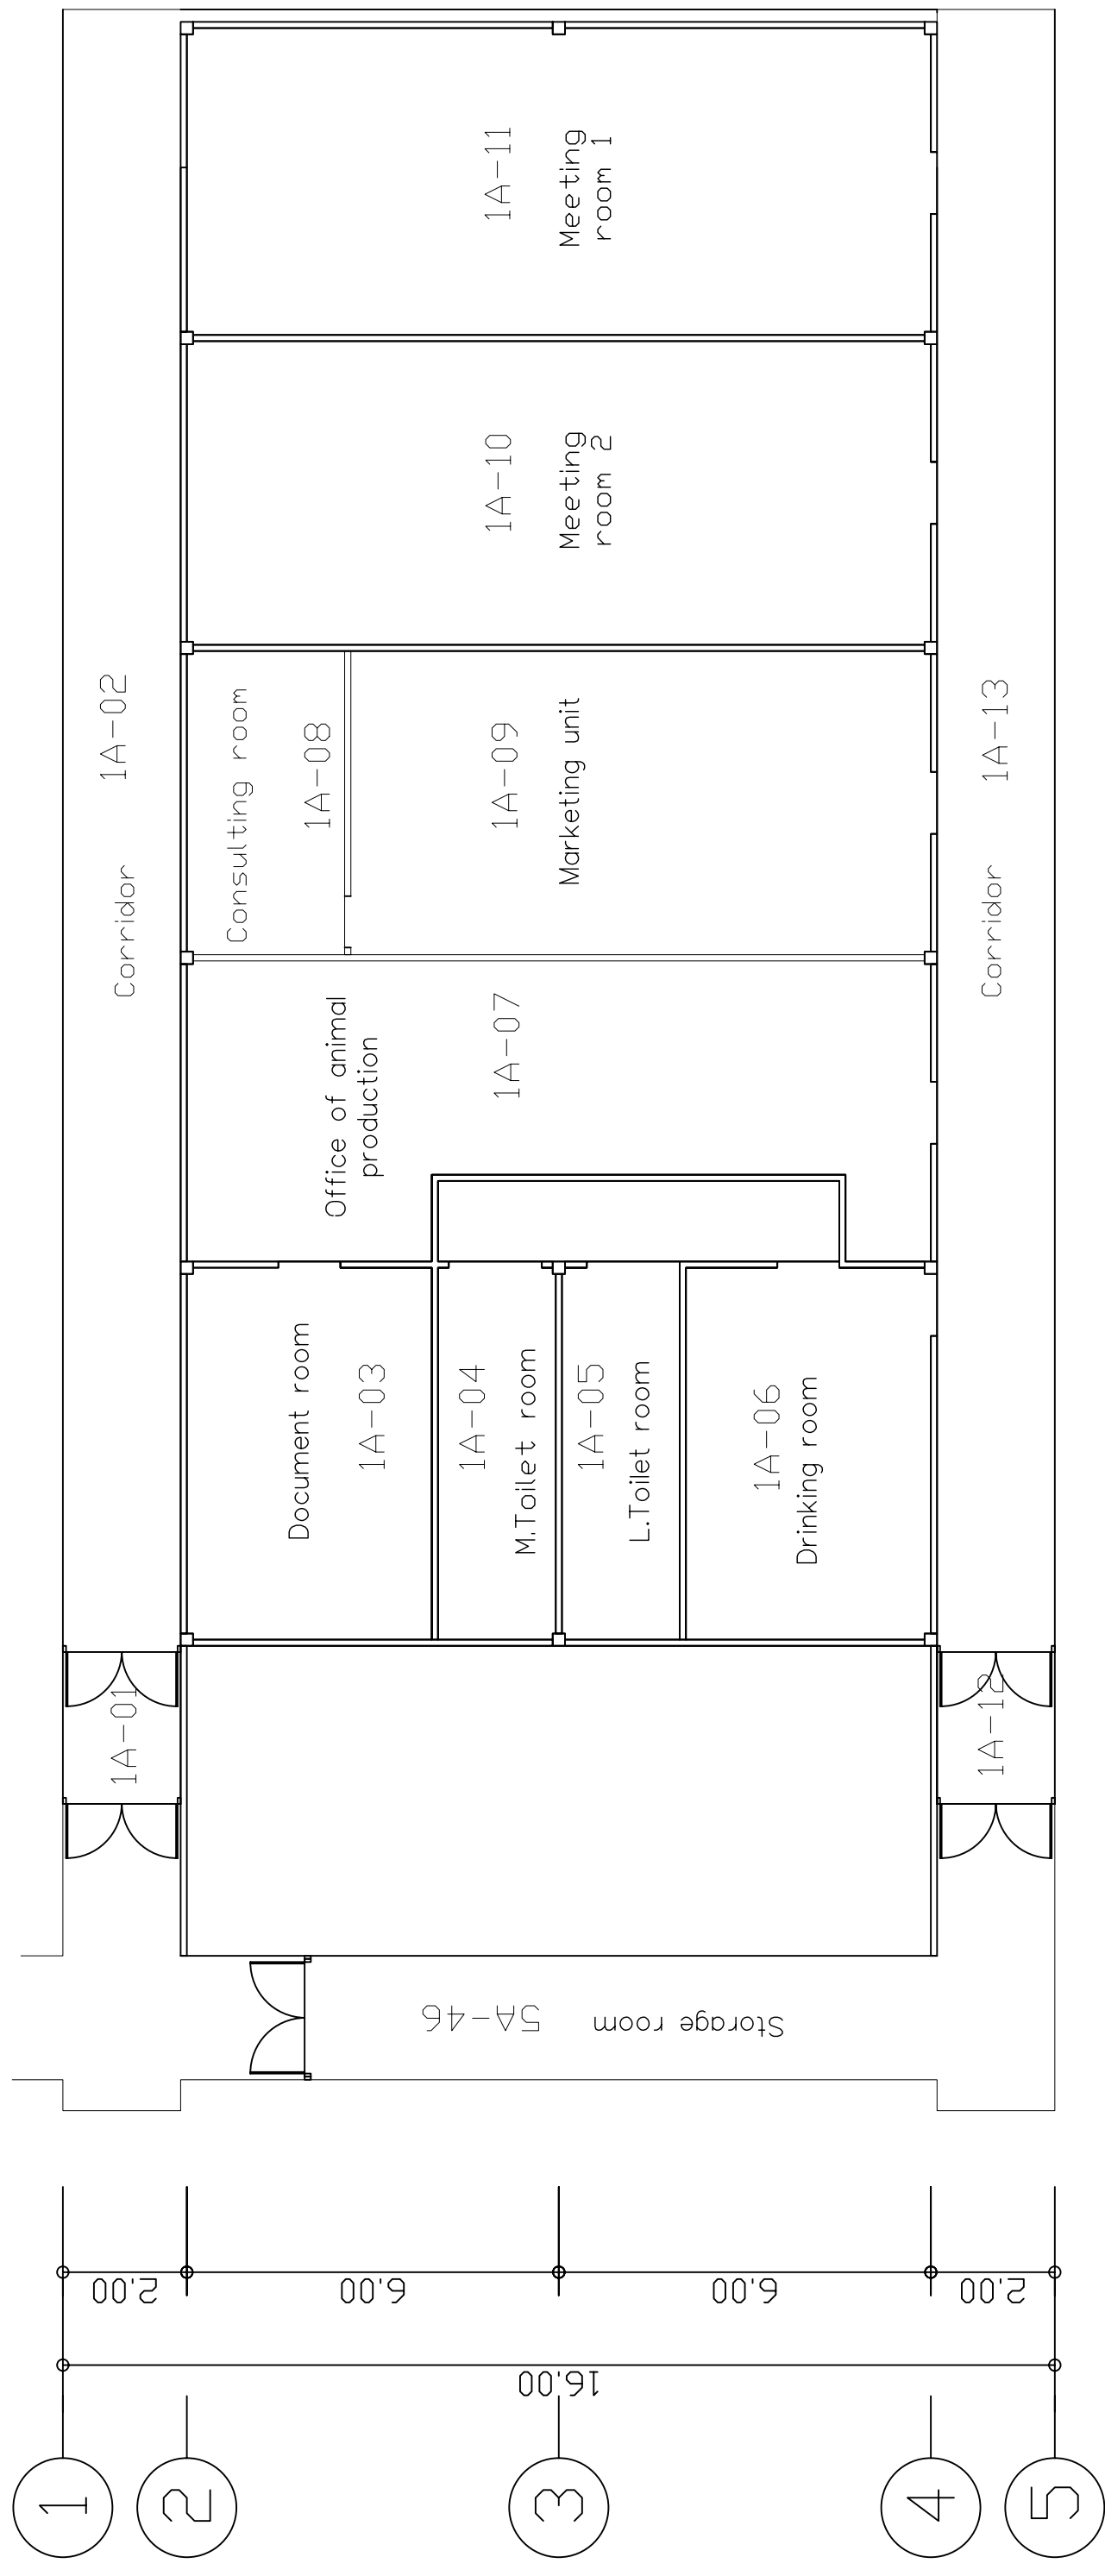 1A-11
Meeting
room 1
1A-10
Meeting
room 2
1A-02
Corridor
Consulting room
1A-08
1A-09
Marketing unit
1A-13
Corridor
Office of animal
production
1A-07
Document room
1A-03
1A-04
M.Toilet room
1A-05
L.Toilet room
1A-06
Drinking room
1A-01
1A-12
5A-46
Storage room
2.00
6.00
6.00
2.00
16.00
1
2
3
4
5